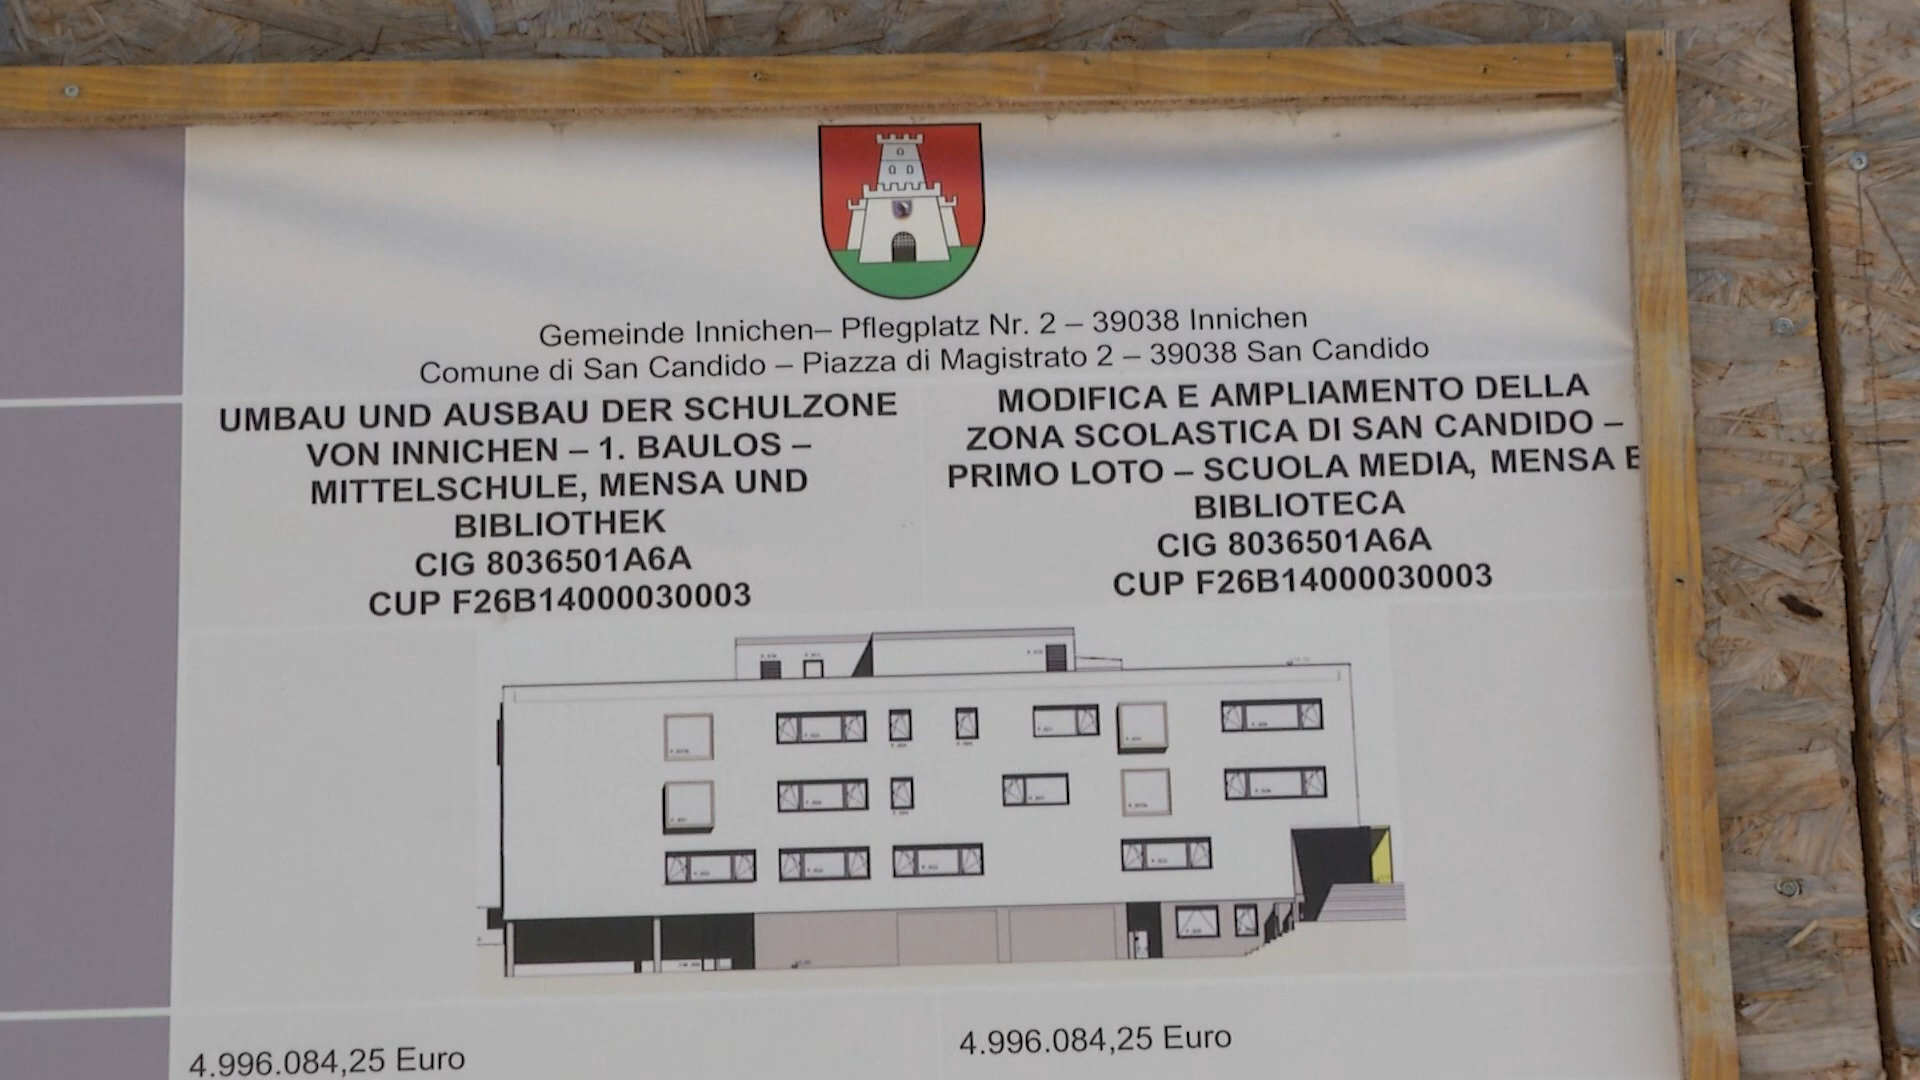 Gemeinde Innichen– Pflegplatz Nr. 2 – 39038 Innichen
Comune di San Candido – Piazza di Magistrato 2 – 39038 San Candido
UMBAU UND AUSBAU DER SCHULZONE
VON INNICHEN – 1. BAULOS –
MITTELSCHULE, MENSA UND
BIBLIOTHEK
CIG 8036501A6A
CUP F26B14000030003
MODIFICA E AMPLIAMENTO DELLA
ZONA SCOLASTICA DI SAN CANDIDO –
PRIMO LOTO – SCUOLA MEDIA, MENSA E
BIBLIOTECA
CIG 8036501A6A
CUP F26B14000030003
4.996.084,25 Euro
4.996.084,25 Euro